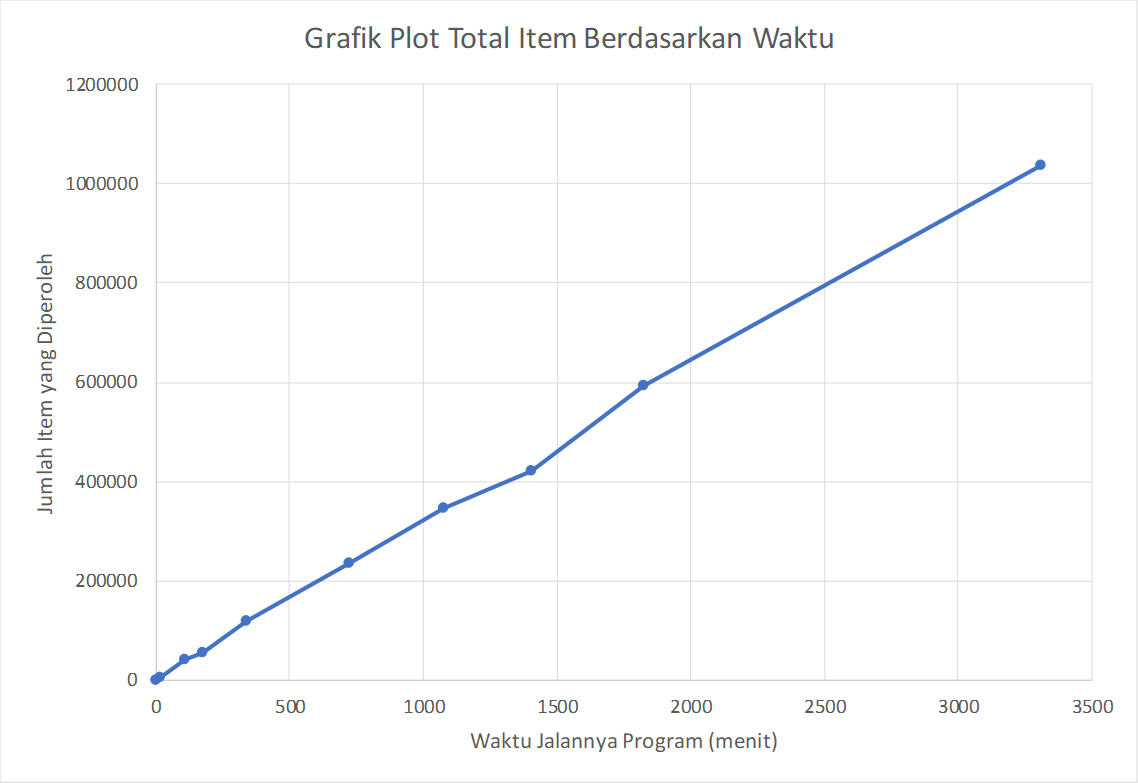 Grafik Plot Total Item Berdasarkan Waktu
1200000
1000000
800000
600000
400000
200000
0
Jumlah Item yang Diperoleh
0 500 1000 1500 2000 2500 3000 3500
Waktu Jalannya Program (menit)